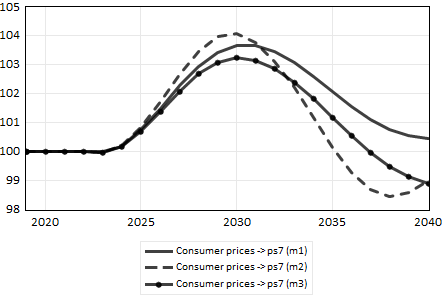 105
104
103
102
101
100
99
98
2020 2025 2030 2035 2040
Consumer prices -> ps7 (m1)
Consumer prices -> ps7 (m2)
Consumer prices -> ps7 (m3)